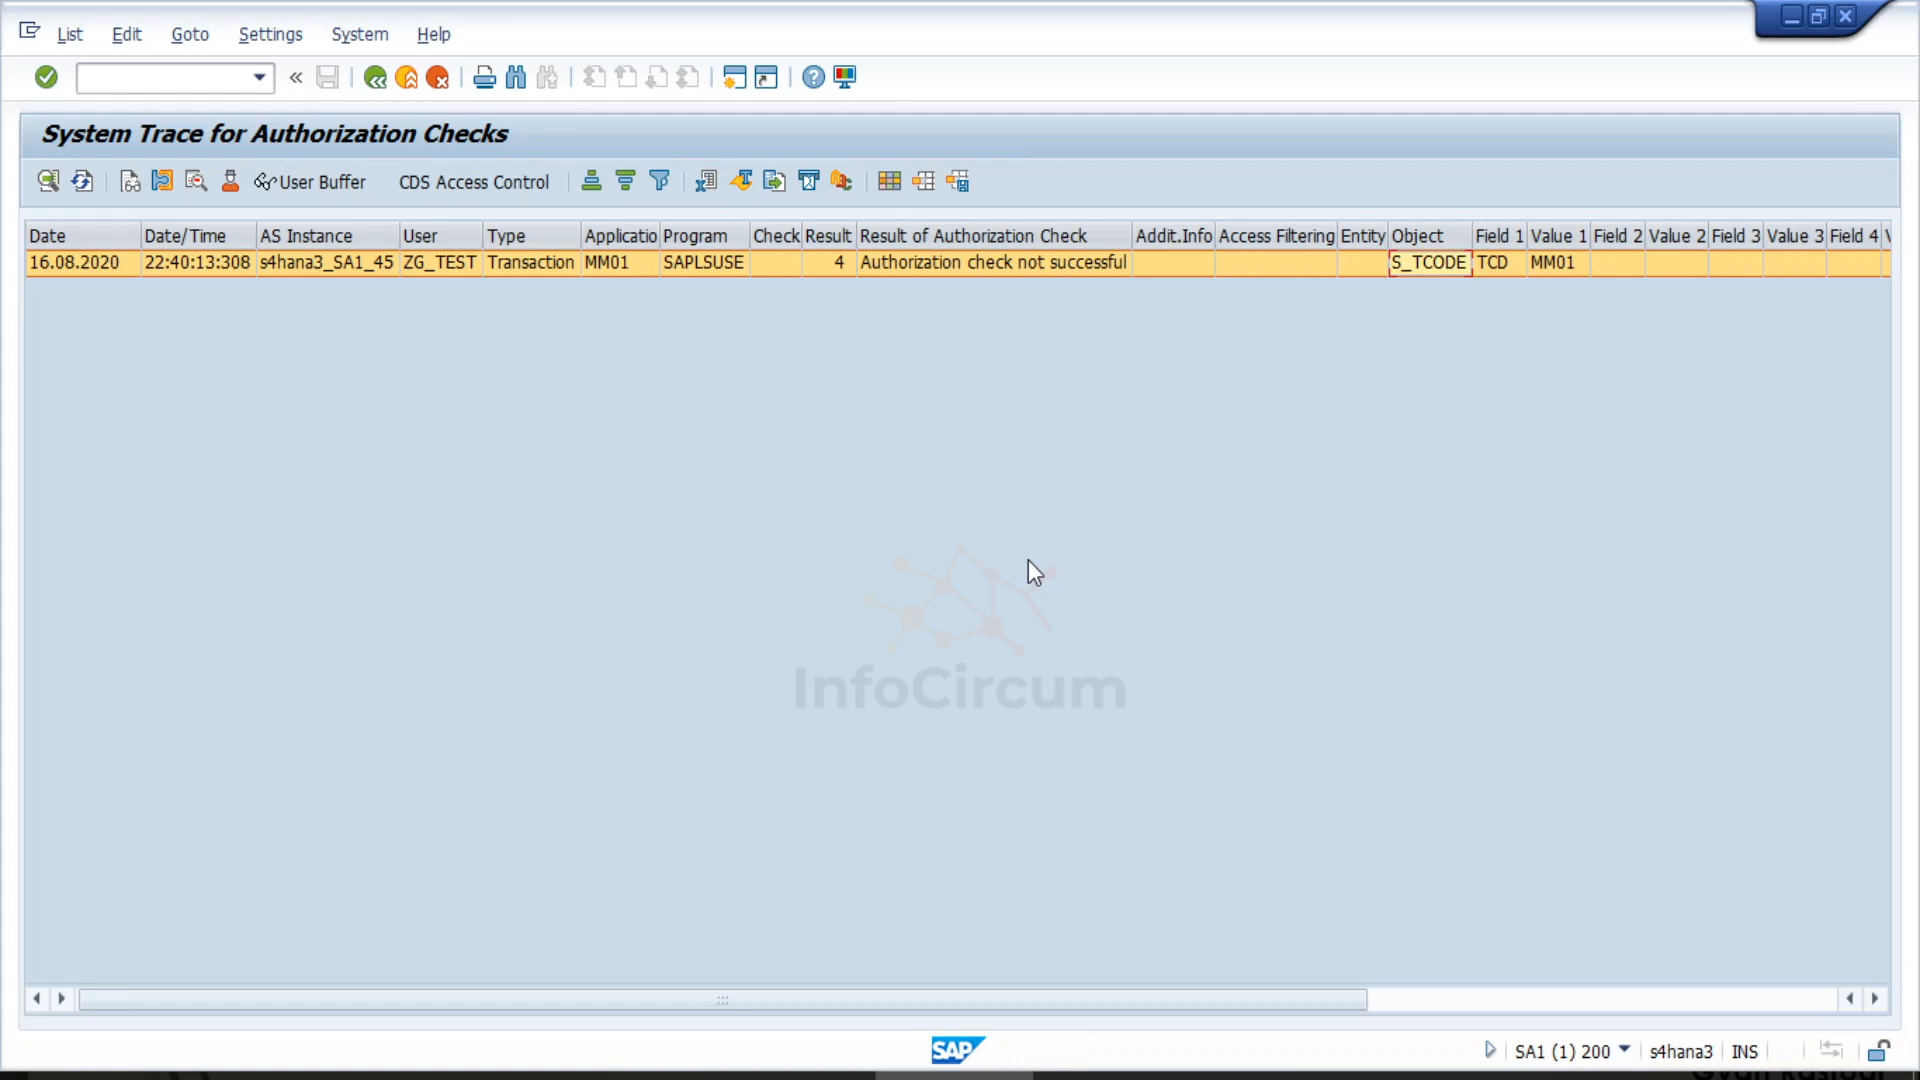 List Edit Goto Settings System Help
System Trace for Authorization Checks
User Buffer CDS Access Control
Date Date/Time AS Instance User Type Applicatio Program Check Result Result of Authorization Check Addit.Info Access Filtering Entity Object Field 1 Value 1 Field 2 Value 2 Field 3 Value 3 Field 4
16.08.2020 22:40:13:308 s4hana3_SA1_45 ZG_TEST Transaction MM01 SAPLSUSE 4 Authorization check not successful S_TCODE TCD MM01
InfoCircum
SAP SA1 (1) 200 s4hana3 INS